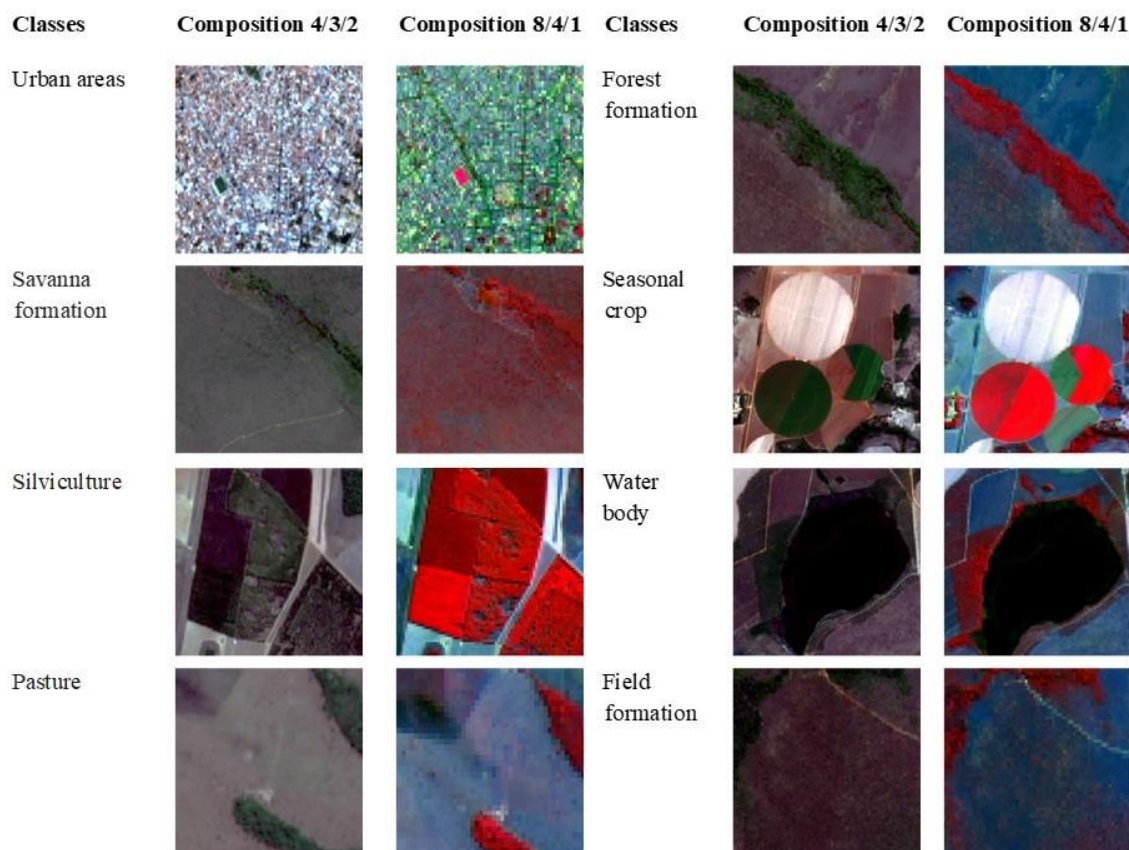 Classes Composition 4/3/2 Composition 8/4/1 Classes Composition 4/3/2 Composition 8/4/1
Urban areas
Forest
formation
Savanna
formation
Seasonal
crop
Silviculture
Water
body
Pasture
Field
formation